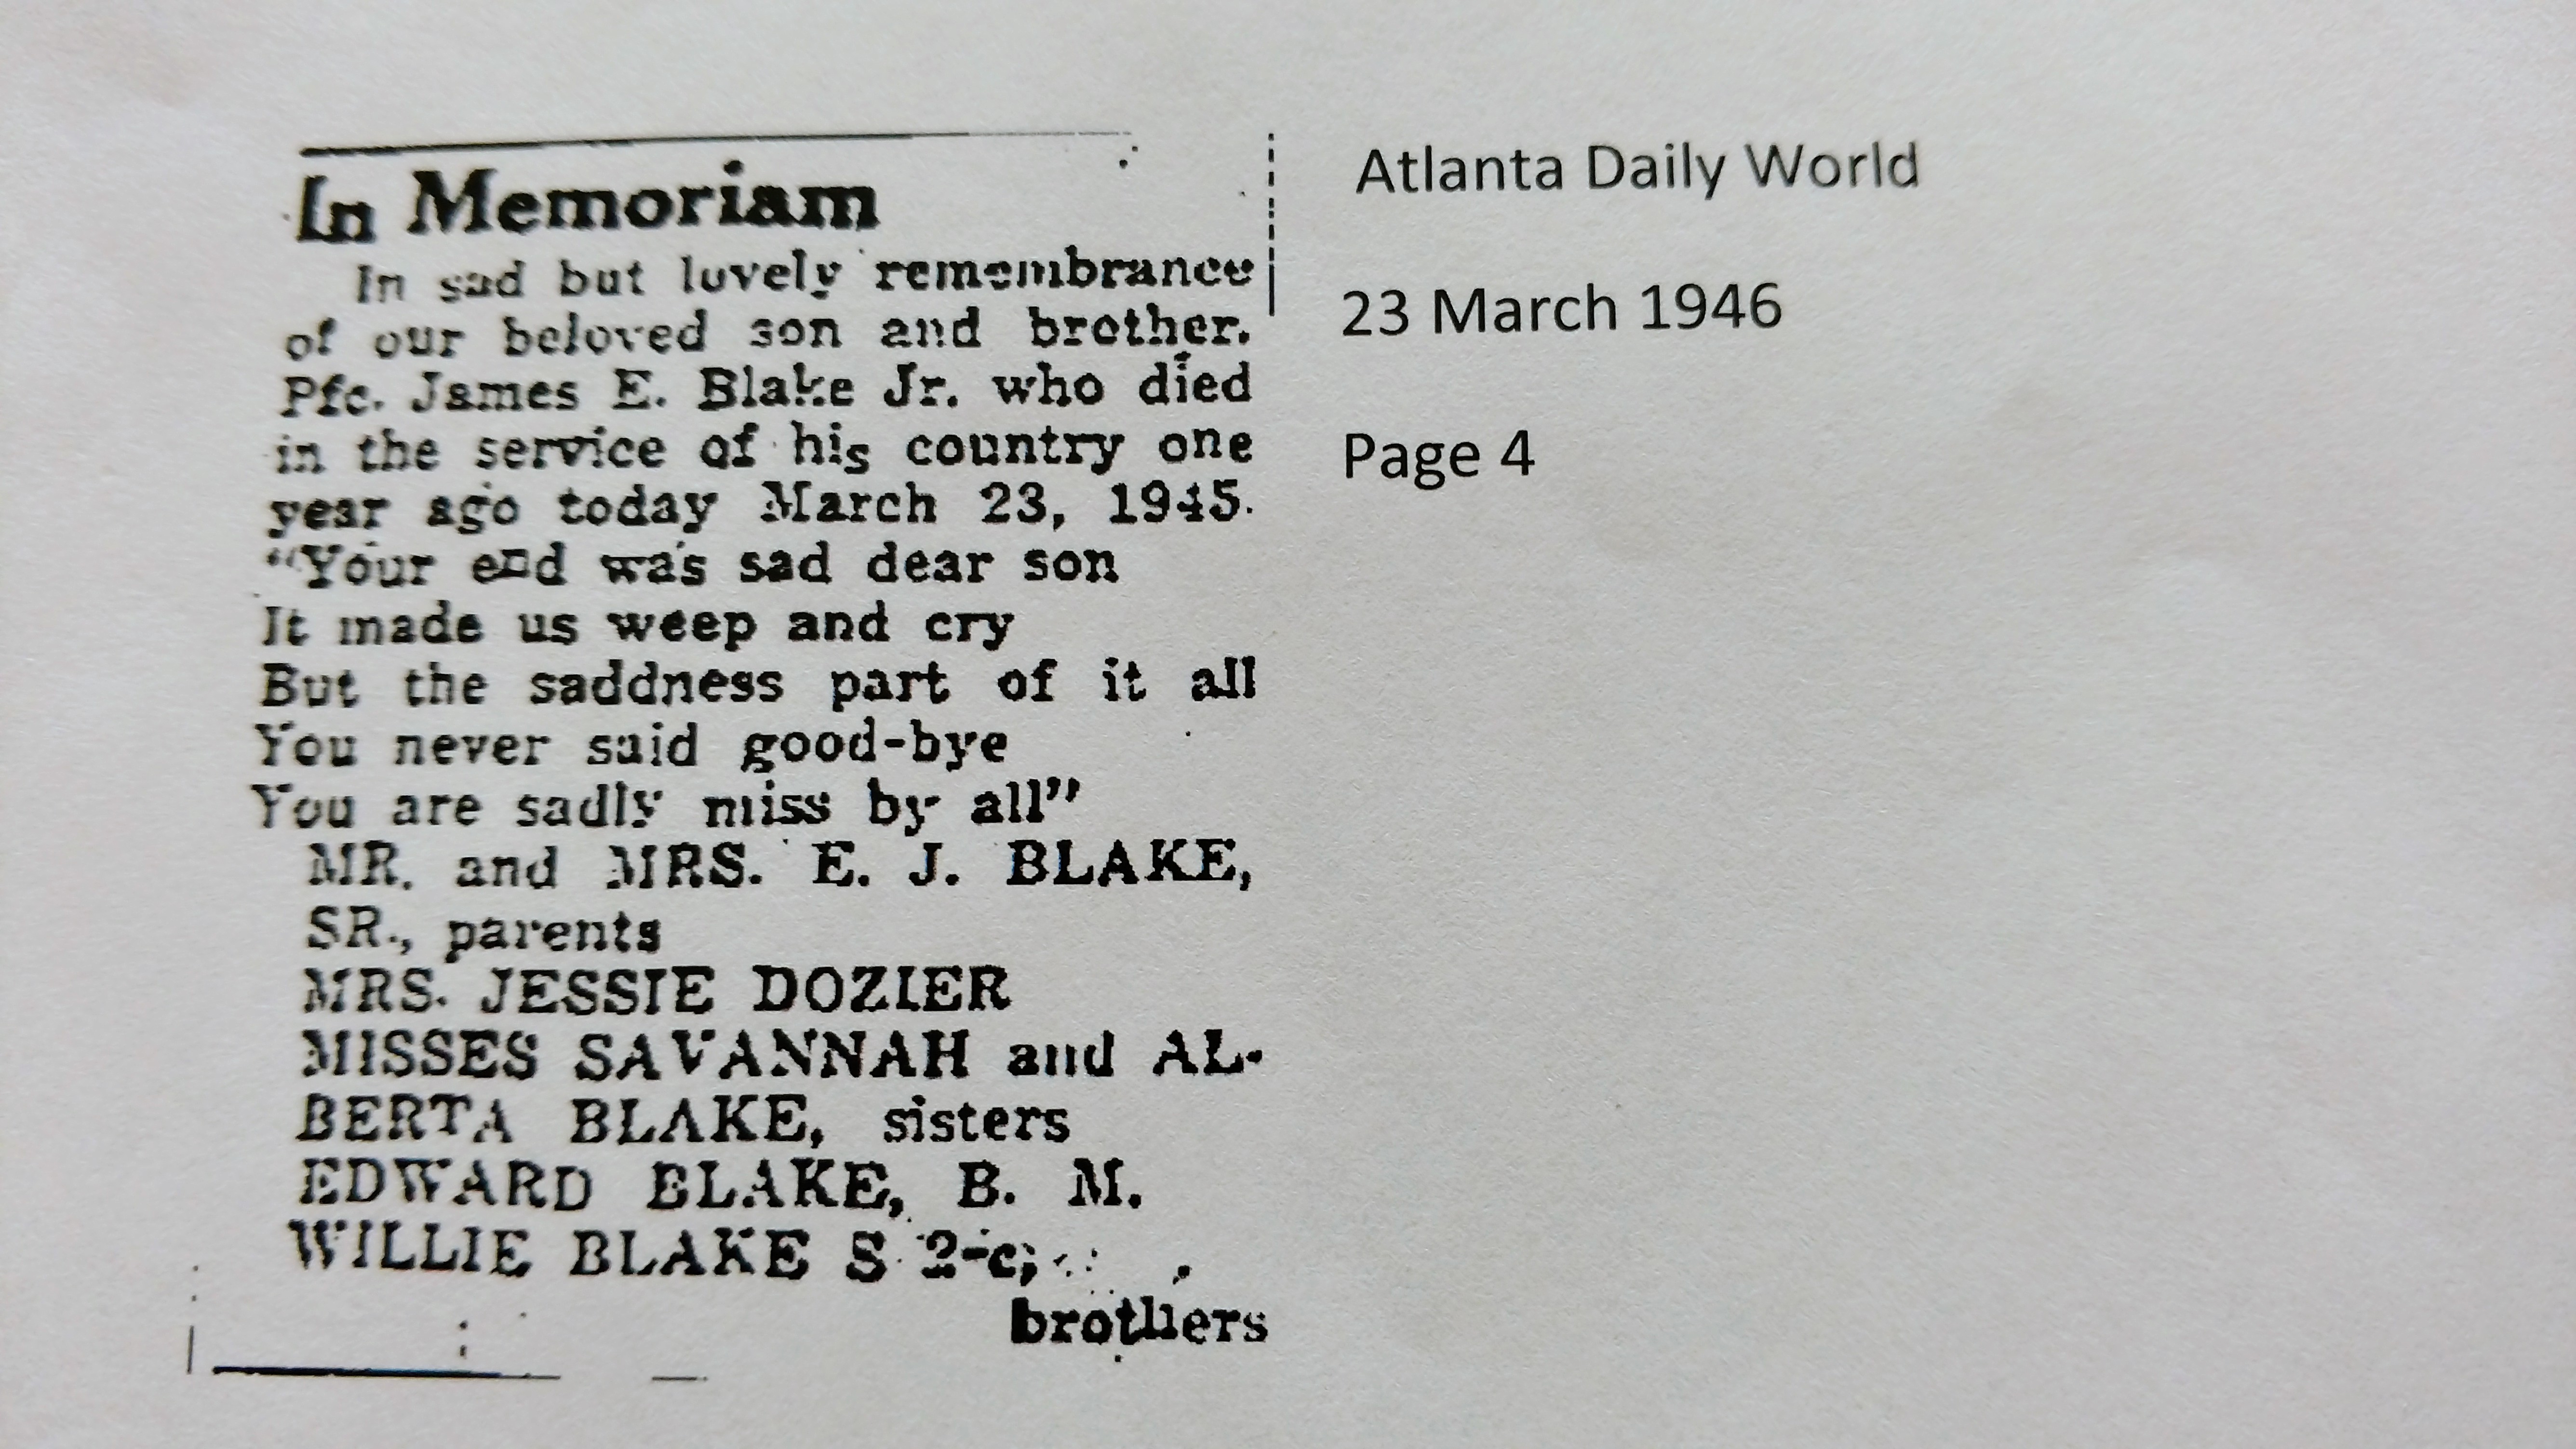 In Memoriam
In sad but lovely remembrance
of our beloved son and brother.
Pfc. James E. Blake Jr. who died
in the service of his country one
year ago today March 23, 1945.
"Your end was sad dear son
It made us weep and cry
But the saddness part of it all
You never said good-bye
You are sadly miss by all"
MR. and MRS. E. J. BLAKE,
SR., parents
MRS. JESSIE DOZIER
MISSES SAVANNAH and AL-
BERTA BLAKE, sisters
EDWARD BLAKE, B. M.
WILLIE BLAKE S 2-c;
brothers
Atlanta Daily World
23 March 1946
Page 4